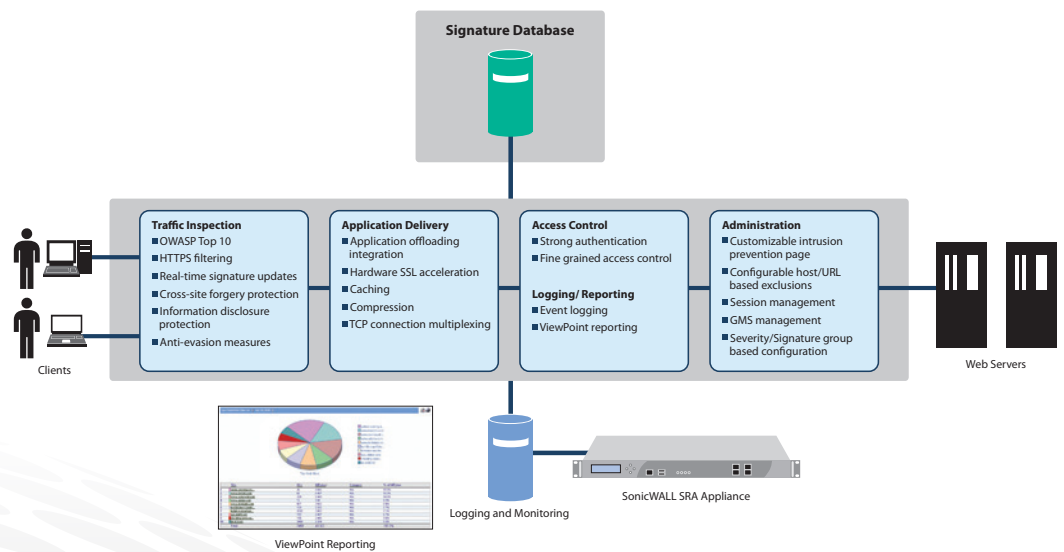 Signature Database
Traffic Inspection
OWASP Top 10
HTTPS filtering
Real-time signature updates
Cross-site forgery protection
Information disclosure
protection
Anti-evasion measures
Application Delivery
Application offloading
integration
Hardware SSL acceleration
Caching
Compression
TCP connection multiplexing
Access Control
Strong authentication
Fine grained access control
Logging/ Reporting
Event logging
ViewPoint reporting
Administration
Customizable intrusion
prevention page
Configurable host/URL
based exclusions
Session management
GMS management
Severity/Signature group
based configuration
Clients
Web Servers
SonicWALL SRA Appliance
Logging and Monitoring
ViewPoint Reporting